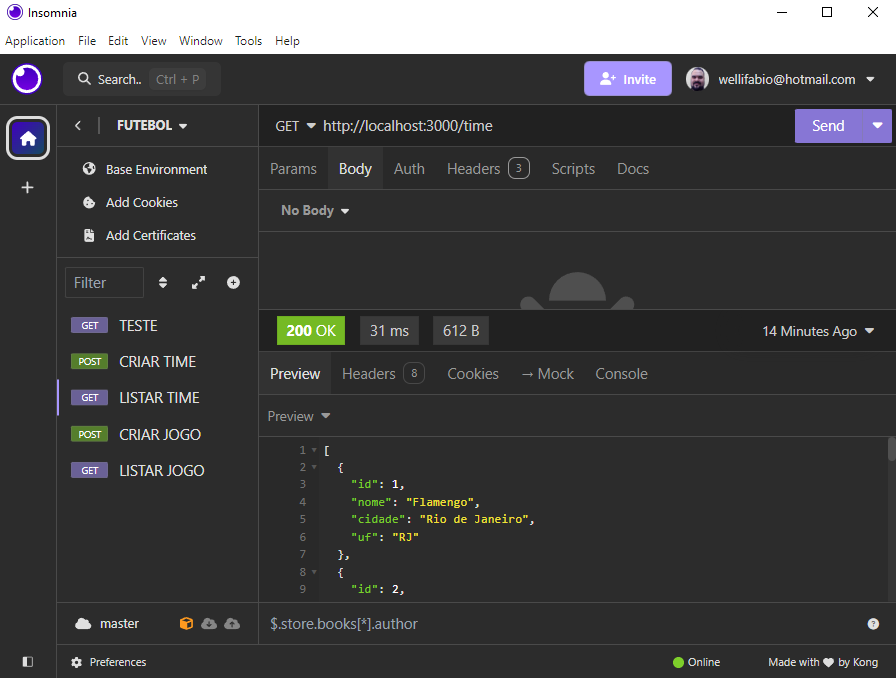 Insomnia
Application File Edit View Window Tools Help
Search.. Ctrl + P
Invite
wellifabio@hotmail.com
FUTEBOL
GET http://localhost:3000/time
Send
Base Environment
Add Cookies
Add Certificates
Params Body Auth Headers 3 Scripts Docs
No Body
Filter
GET TESTE
POST CRIAR TIME
GET LISTAR TIME
POST CRIAR JOGO
GET LISTAR JOGO
200 OK 31 ms 612 B 14 Minutes Ago
Preview Headers 8 Cookies → Mock Console
Preview
1 [
2 {
3 "id": 1,
4 "nome": "Flamengo",
5 "cidade": "Rio de Janeiro",
6 "uf": "RJ"
7 },
8 {
9 "id": 2,
master
$.store.books[*].author
Preferences
Online
Made with ♥ by Kong